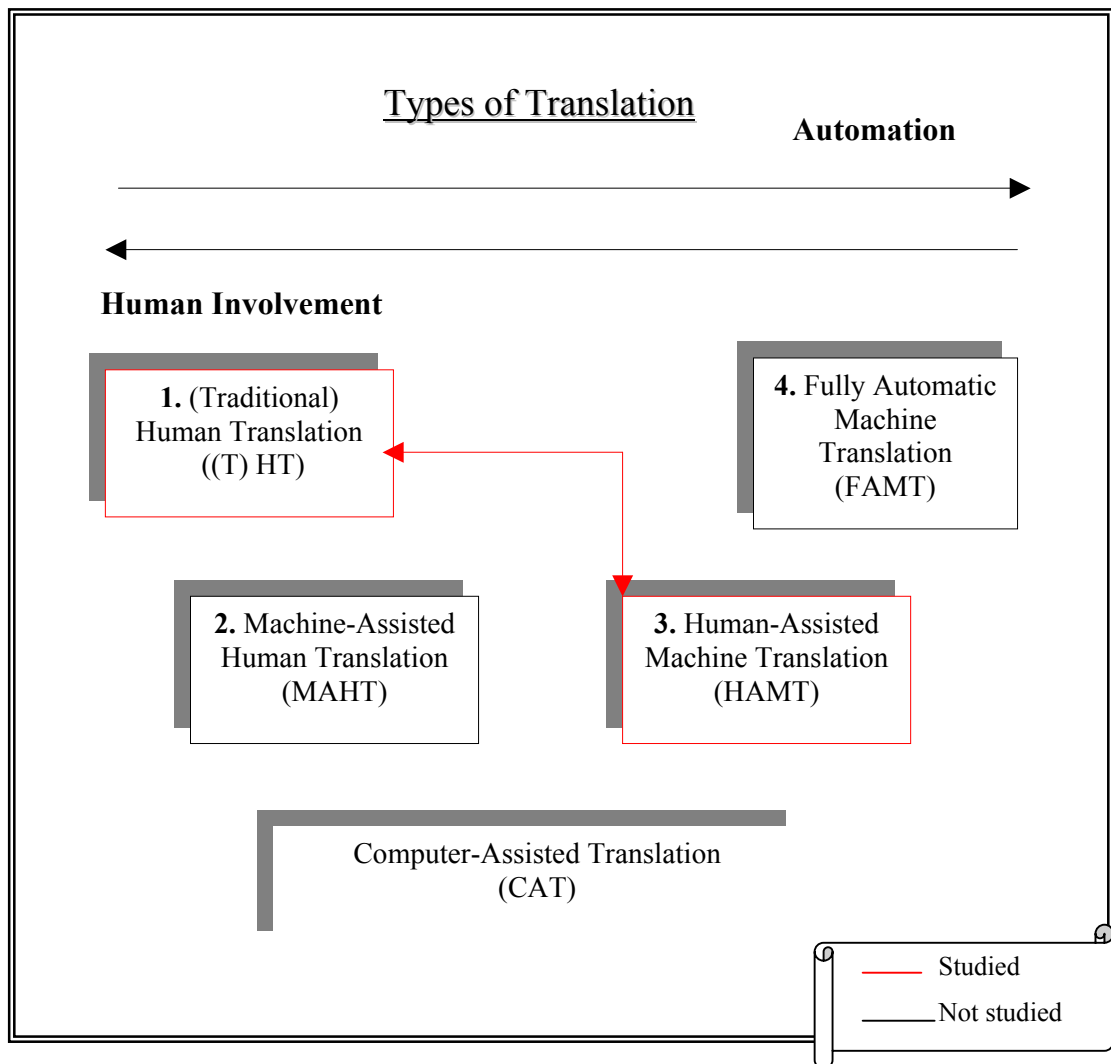 Types of Translation
Automation
Human Involvement
1. (Traditional)
Human Translation
((T) HT)
4. Fully Automatic
Machine
Translation
(FAMT)
2. Machine-Assisted
Human Translation
(MAHT)
3. Human-Assisted
Machine Translation
(HAMT)
Computer-Assisted Translation
(CAT)
Studied
Not studied